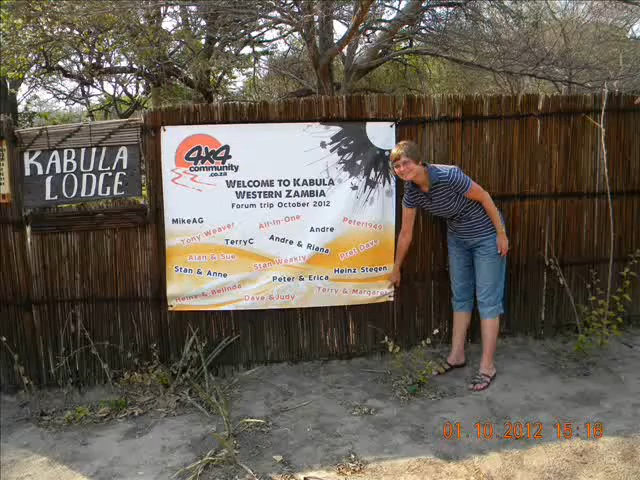 KABULA
LODGE
4x4
community
.co.za
WELCOME TO KABULA
WESTERN ZAMBIA
Forum trip October 2012
MikeAG
All-In-One
Peter1949
Tony Weaver
Andre
TerryC
Andre & Riana
Piet Dave
Alan & Sue
Stan Weakly
Stan & Anne
Heinz Stegen
Peter & Erica
Heinz & Belinda
Dave &Judy
Terry & Margaret
01.10.2012 15:18